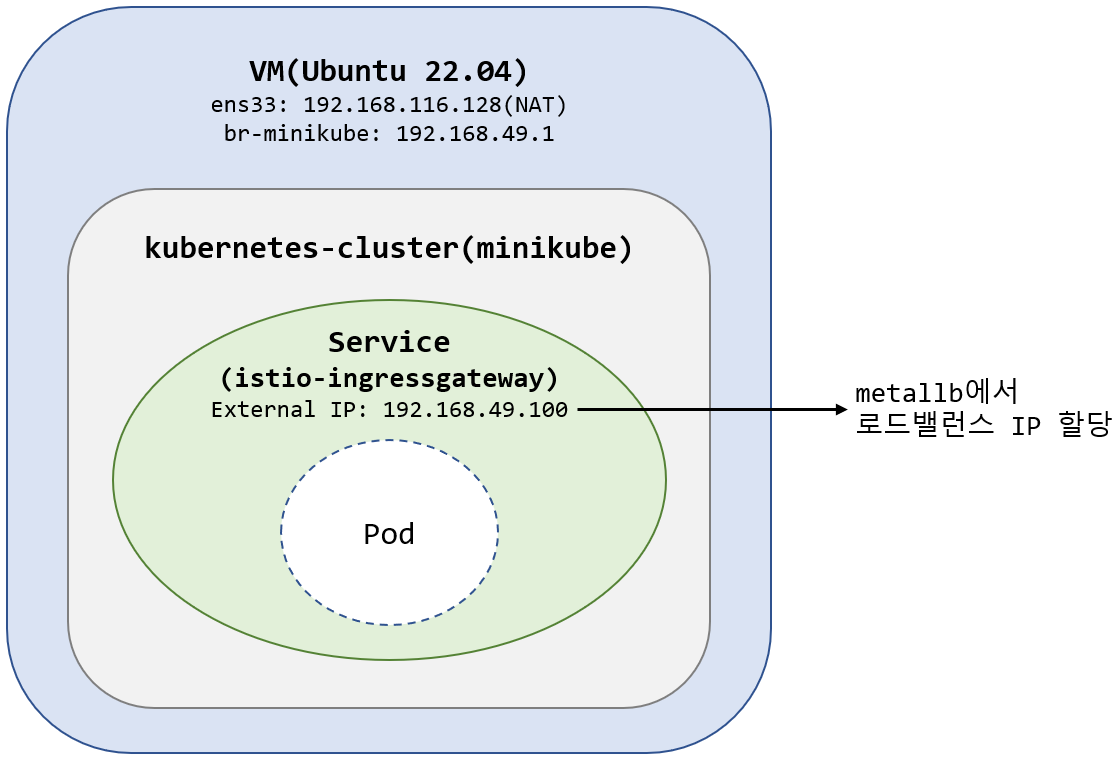 VM(Ubuntu 22.04)
ens33: 192.168.116.128(NAT)
br-minikube: 192.168.49.1
kubernetes-cluster(minikube)
Service
(istio-ingressgateway)
External IP: 192.168.49.100
metallb에서
로드밸런스 IP 할당
Pod